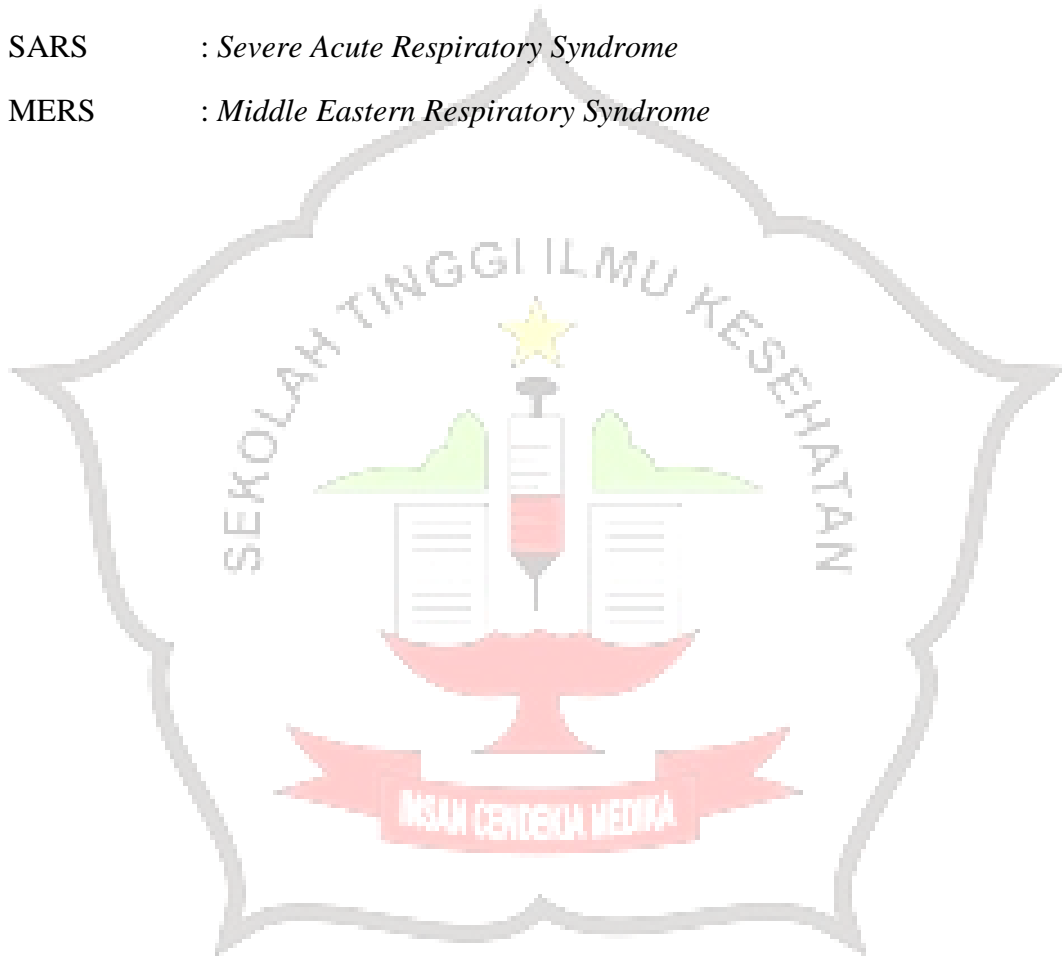 SARS : Severe Acute Respiratory Syndrome
MERS : Middle Eastern Respiratory Syndrome
SEKOLAH TINGGI ILMU KESEHATAN
INSAN CENDEKIA MEDIKA